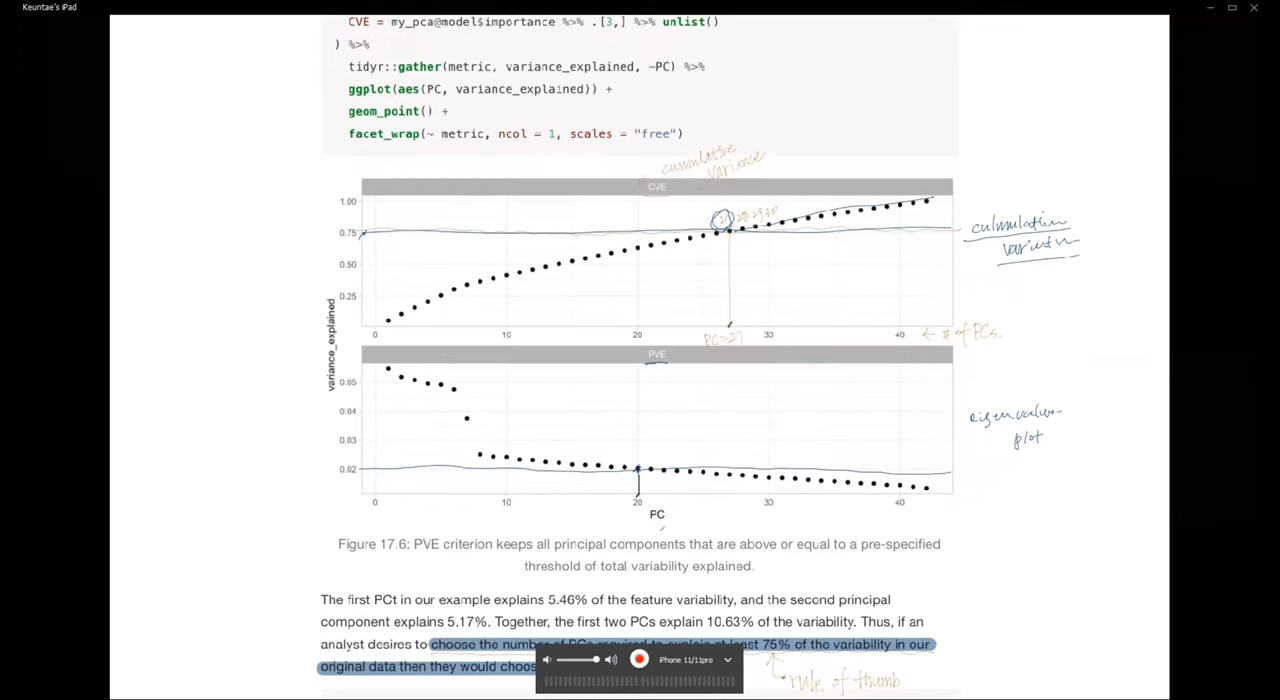 Keuntae's iPad
CVE = my_pca@model$importance %>% .[3,] %>% unlist()
) %>%
tidyr::gather(metric, variance_explained, -PC) %>%
ggplot(aes(PC, variance_explained)) +
geom_point() +
facet_wrap(~ metric, ncol = 1, scales = "free")
cumulative
variance
CVE
1.00
0.75
0.50
0.25
27 28 29 30
0 10 20 30 40
PC=27
← # of PCs.
variance_explained
PVE
0.05
0.04
0.03
0.02
eigenvalue
plot
0 10 20 30 40
PC
Figure 17.6: PVE criterion keeps all principal components that are above or equal to a pre-specified
threshold of total variability explained.
The first PCt in our example explains 5.46% of the feature variability, and the second principal
component explains 5.17%. Together, the first two PCs explain 10.63% of the variability. Thus, if an
analyst desires to choose the number of PCs required to explain at least 75% of the variability in our
original data then they would choos
iPhone 11/11pro
rule of thumb